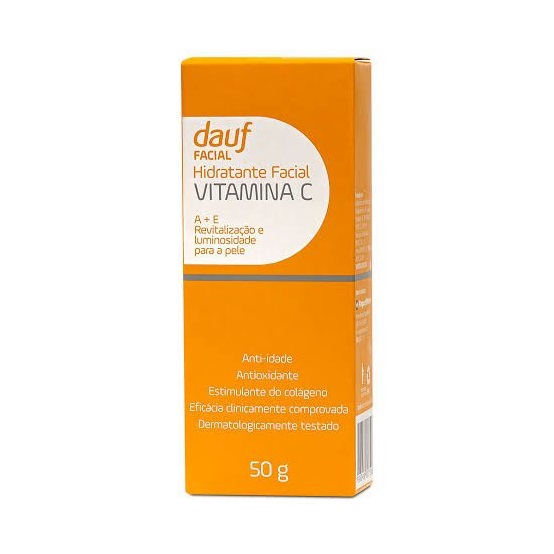 dauf
FACIAL
Hidratante Facial
VITAMINA C
A + E
Revitalização e
luminosidade
para a pele
Anti-idade
Antioxidante
Estimulante do colágeno
Eficácia clinicamente comprovada
Dermatologicamente testado
50 g